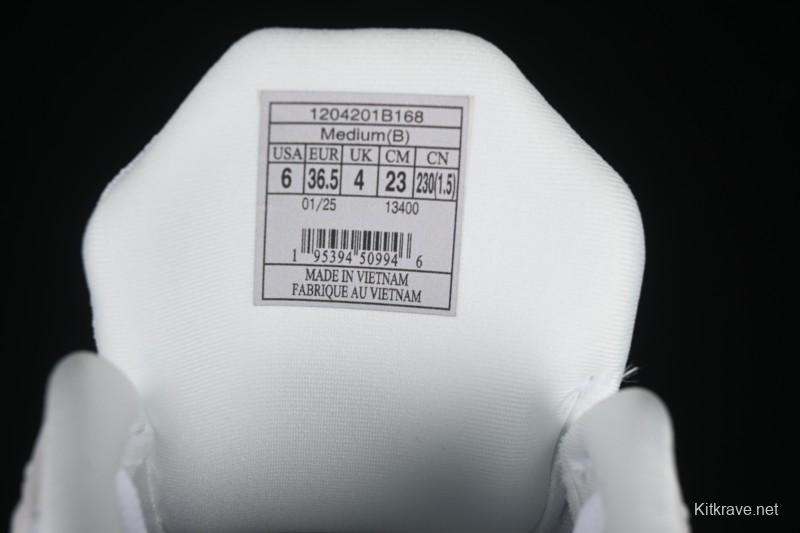 1204201B168
Medium(B)
USA EUR UK CM CN
6 36.5 4 23 230(1.5)
01/25 13400
1 95394 50994 6
MADE IN VIETNAM
FABRIQUE AU VIETNAM
Kitkrave.net